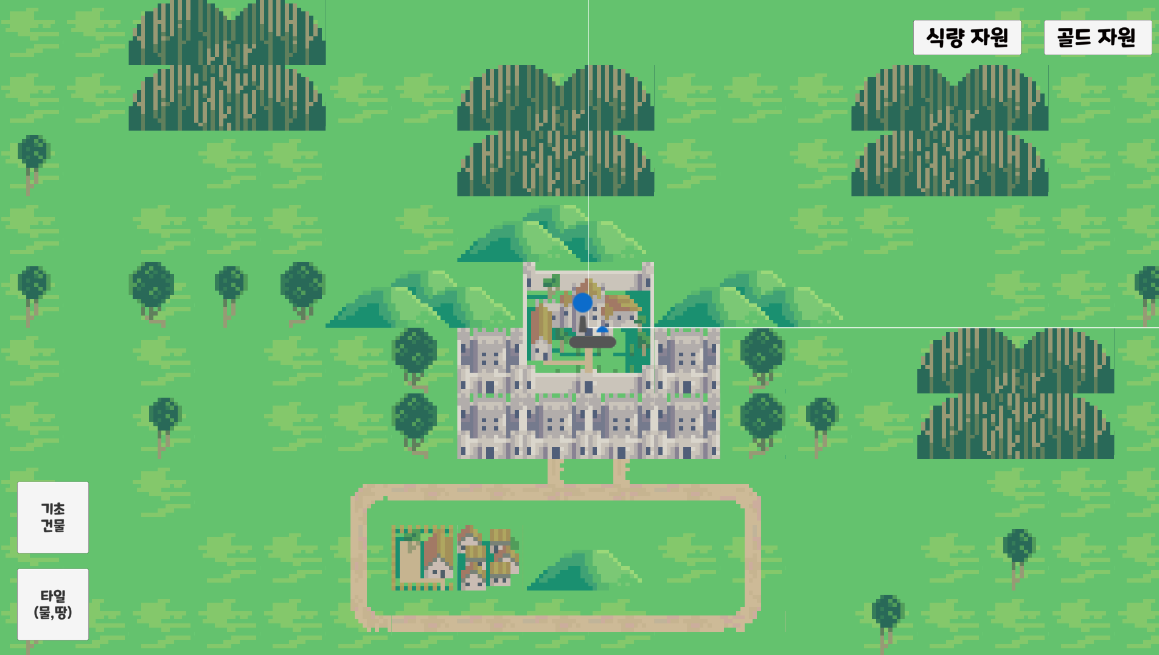 식량 자원
골드 자원
기초
건물
타일
(물,땅)